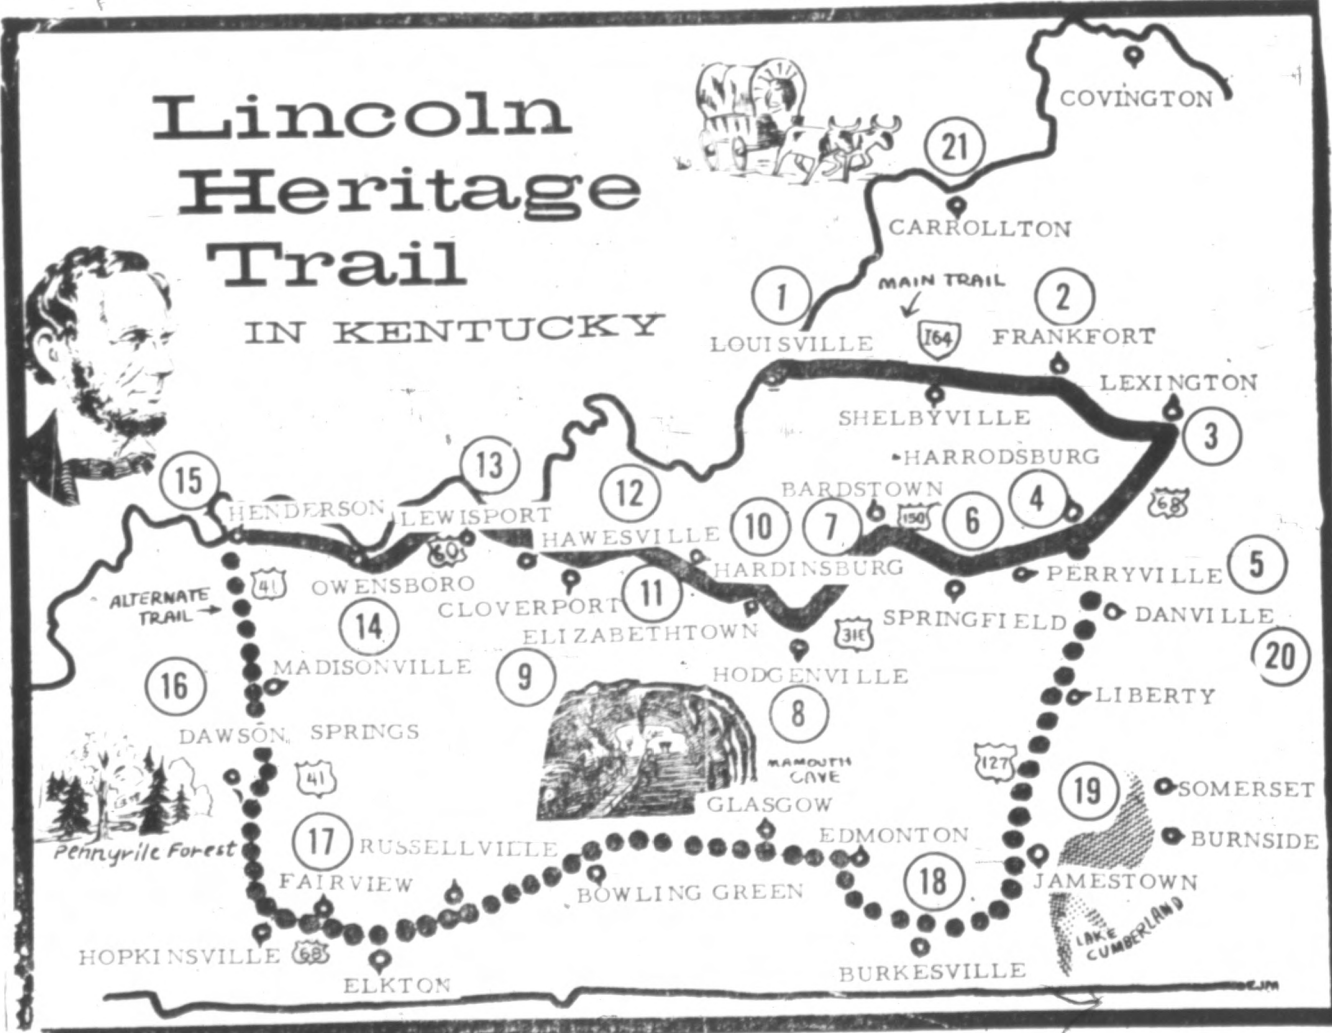 Lincoln
Heritage
Trail
IN KENTUCKY
COVINGTON
21
CARROLLTON
MAIN TRAIL
1
2
I64
LOUISVILLE
FRANKFORT
LEXINGTON
SHELBYVILLE
3
HARRODSBURG
15
13
12
BARDSTOWN
4
68
HENDERSON
LEWISPORT
10
7
150
6
HAWESVILLE
60
HARDINSBURG
PERRYVILLE
5
41
OWENSBORO
CLOVERPORT
11
ALTERNATE
TRAIL
14
ELIZABETHTOWN
31E
SPRINGFIELD
DANVILLE
20
16
MADISONVILLE
9
HODGENVILLE
LIBERTY
8
DAWSON SPRINGS
41
MAMOUTH
CAVE
127
19
SOMERSET
GLASGOW
Pennyrile Forest
17
RUSSELLVILLE
EDMONTON
BURNSIDE
FAIRVIEW
BOWLING GREEN
18
JAMESTOWN
HOPKINSVILLE
68
LAKE
CUMBERLAND
ELKTON
BURKESVILLE